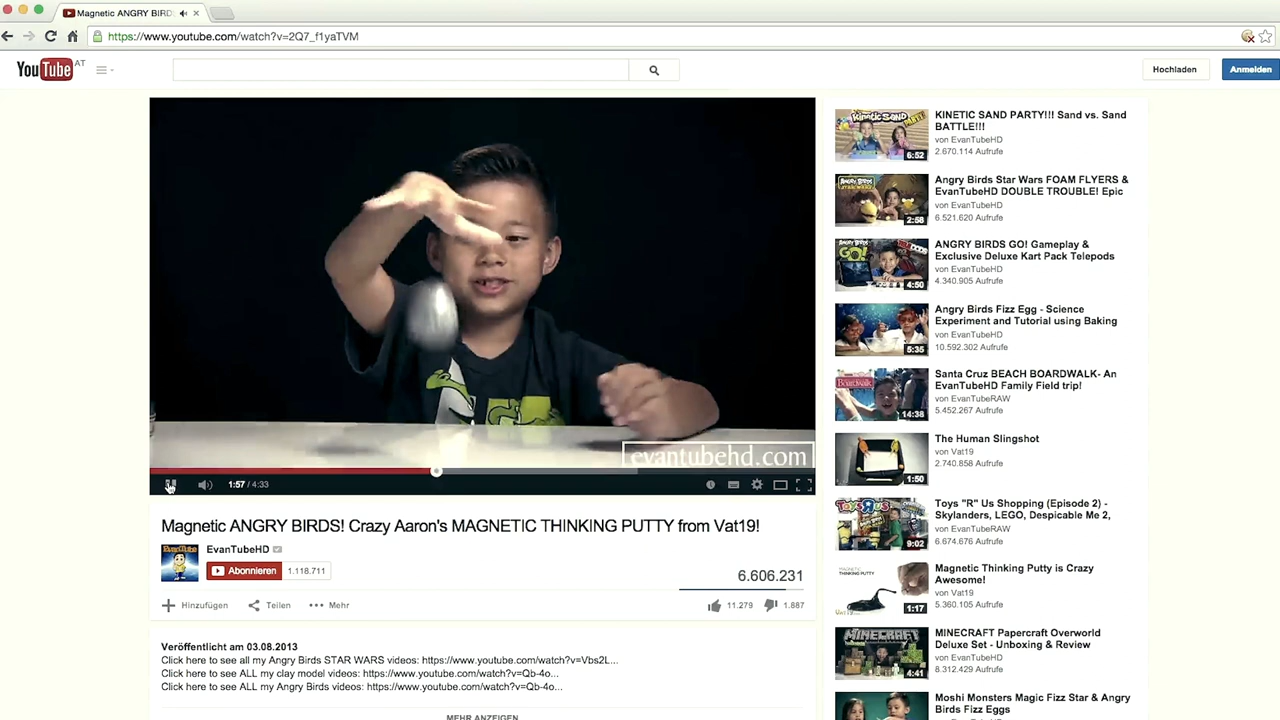 Magnetic ANGRY BIRD
https://www.youtube.com/watch?v=2Q7_f1yaTVM
YouTube AT
Hochladen
Anmelden
evantubehd.com
1:57 / 4:33
Magnetic ANGRY BIRDS! Crazy Aaron's MAGNETIC THINKING PUTTY from Vat19!
EvanTubeHD
Abonnieren 1.118.711
6.606.231
Hinzufügen Teilen Mehr
11.279 1.887
Veröffentlicht am 03.08.2013
Click here to see all my Angry Birds STAR WARS videos: https://www.youtube.com/watch?v=Vbs2L...
Click here to see ALL my clay model videos: https://www.youtube.com/watch?v=Qb-4o...
Click here to see ALL my Angry Birds videos: https://www.youtube.com/watch?v=Qb-4o...
MEHR ANZEIGEN
Kinetic Sand PARTY
6:52
KINETIC SAND PARTY!!! Sand vs. Sand
BATTLE!!!
von EvanTubeHD
2.670.114 Aufrufe
2:58
Angry Birds Star Wars FOAM FLYERS &
EvanTubeHD DOUBLE TROUBLE! Epic
von EvanTubeHD
6.521.620 Aufrufe
ANGRY BIRDS
GO!
4:50
ANGRY BIRDS GO! Gameplay &
Exclusive Deluxe Kart Pack Telepods
von EvanTubeHD
4.340.905 Aufrufe
5:35
Angry Birds Fizz Egg - Science
Experiment and Tutorial using Baking
von EvanTubeHD
10.592.302 Aufrufe
Boardwalk
14:38
Santa Cruz BEACH BOARDWALK- An
EvanTubeHD Family Field trip!
von EvanTubeRAW
5.452.267 Aufrufe
1:50
The Human Slingshot
von Vat19
2.740.858 Aufrufe
TOYS R US
9:02
Toys "R" Us Shopping (Episode 2) -
Skylanders, LEGO, Despicable Me 2,
von EvanTubeRAW
6.674.676 Aufrufe
MAGNETIC
THINKING PUTTY
1:17
Magnetic Thinking Putty is Crazy
Awesome!
von Vat19
5.360.105 Aufrufe
MINECRAFT
4:41
MINECRAFT Papercraft Overworld
Deluxe Set - Unboxing & Review
von EvanTubeHD
8.312.429 Aufrufe
Moshi Monsters Magic Fizz Star & Angry
Birds Fizz Eggs